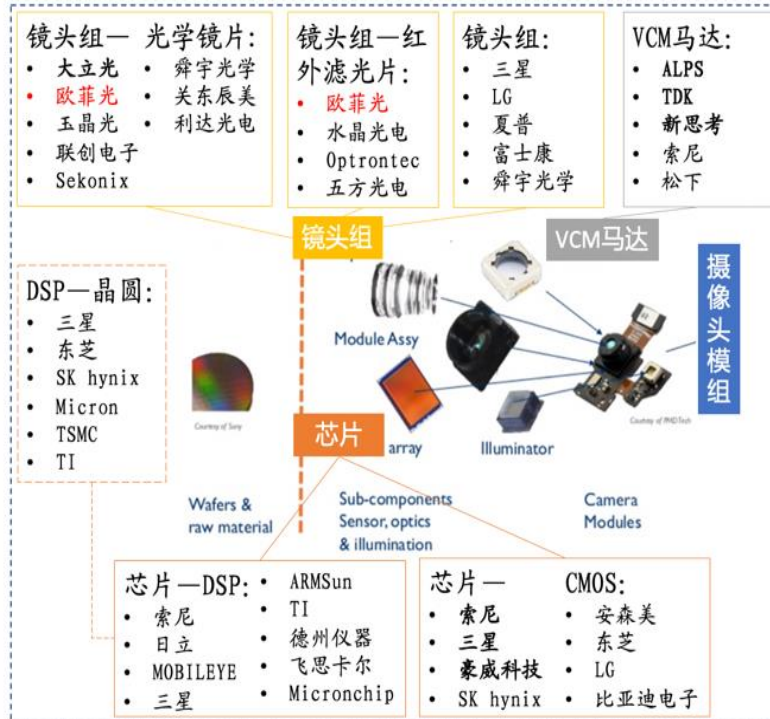 镜头组— 光学镜片:
• 大立光 • 舜宇光学
• 欧菲光 • 关东辰美
• 玉晶光 • 利达光电
• 联创电子
• Sekonix
镜头组—红
外滤光片:
• 欧菲光
• 水晶光电
• Optrontec
• 五方光电
镜头组:
• 三星
• LG
• 夏普
• 富士康
• 舜宇光学
VCM马达:
• ALPS
• TDK
• 新思考
• 索尼
• 松下
镜头组
VCM马达
摄像头模组
DSP—晶圆:
• 三星
• 东芝
• SK hynix
• Micron
• TSMC
• TI
Courtesy of Sony
Module Assy
芯片
array
Illuminator
Courtesy of PMDTech
Wafers &
raw material
Sub-components
Sensor, optics
& illumination
Camera
Modules
芯片—DSP:
• 索尼
• 日立
• MOBILEYE
• 三星
• ARMSun
• TI
• 德州仪器
• 飞思卡尔
• Micronchip
芯片— CMOS:
• 索尼 • 安森美
• 三星 • 东芝
• 豪威科技 • LG
• SK hynix • 比亚迪电子